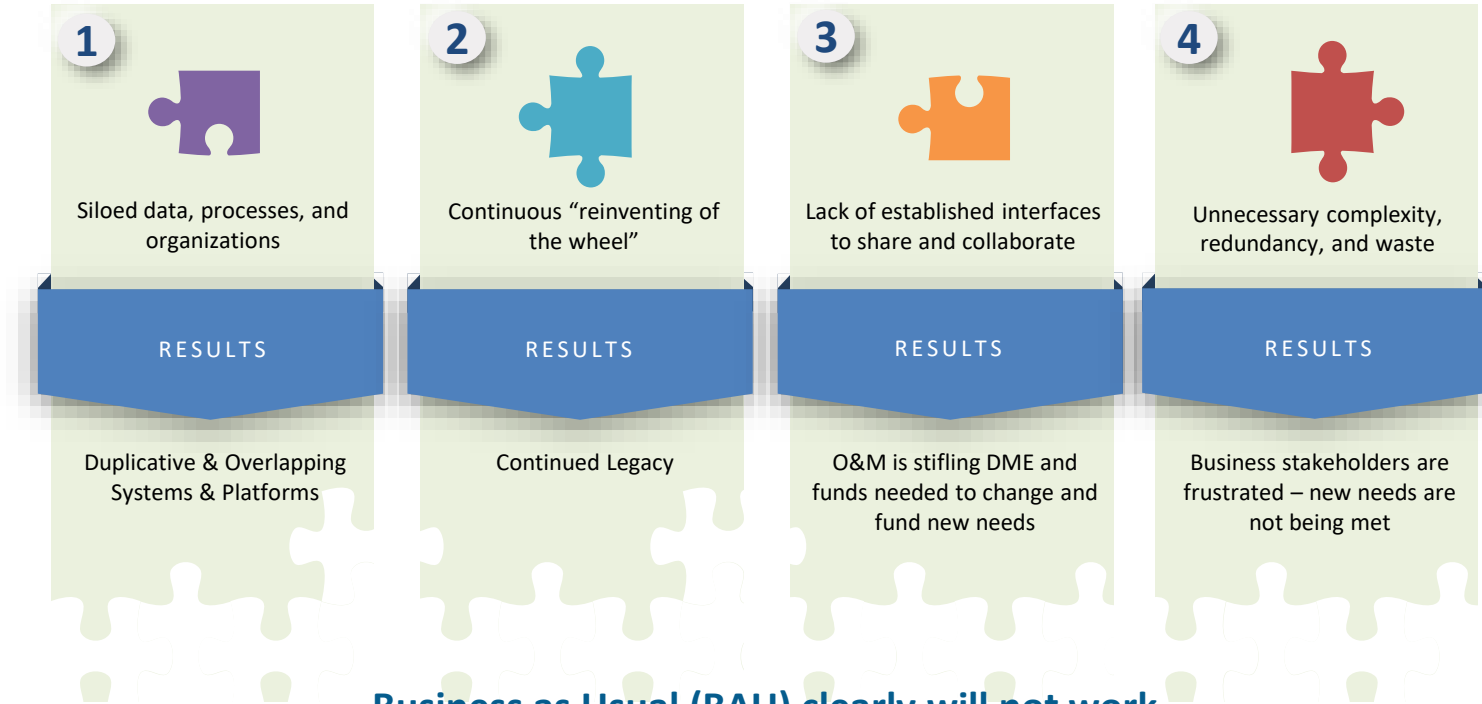 1
Siloed data, processes, and
organizations
RESULTS
Duplicative & Overlapping
Systems & Platforms
2
Continuous “reinventing of
the wheel”
RESULTS
Continued Legacy
3
Lack of established interfaces
to share and collaborate
RESULTS
O&M is stifling DME and
funds needed to change and
fund new needs
4
Unnecessary complexity,
redundancy, and waste
RESULTS
Business stakeholders are
frustrated – new needs are
not being met
Business as Usual (BAU) clearly will not work